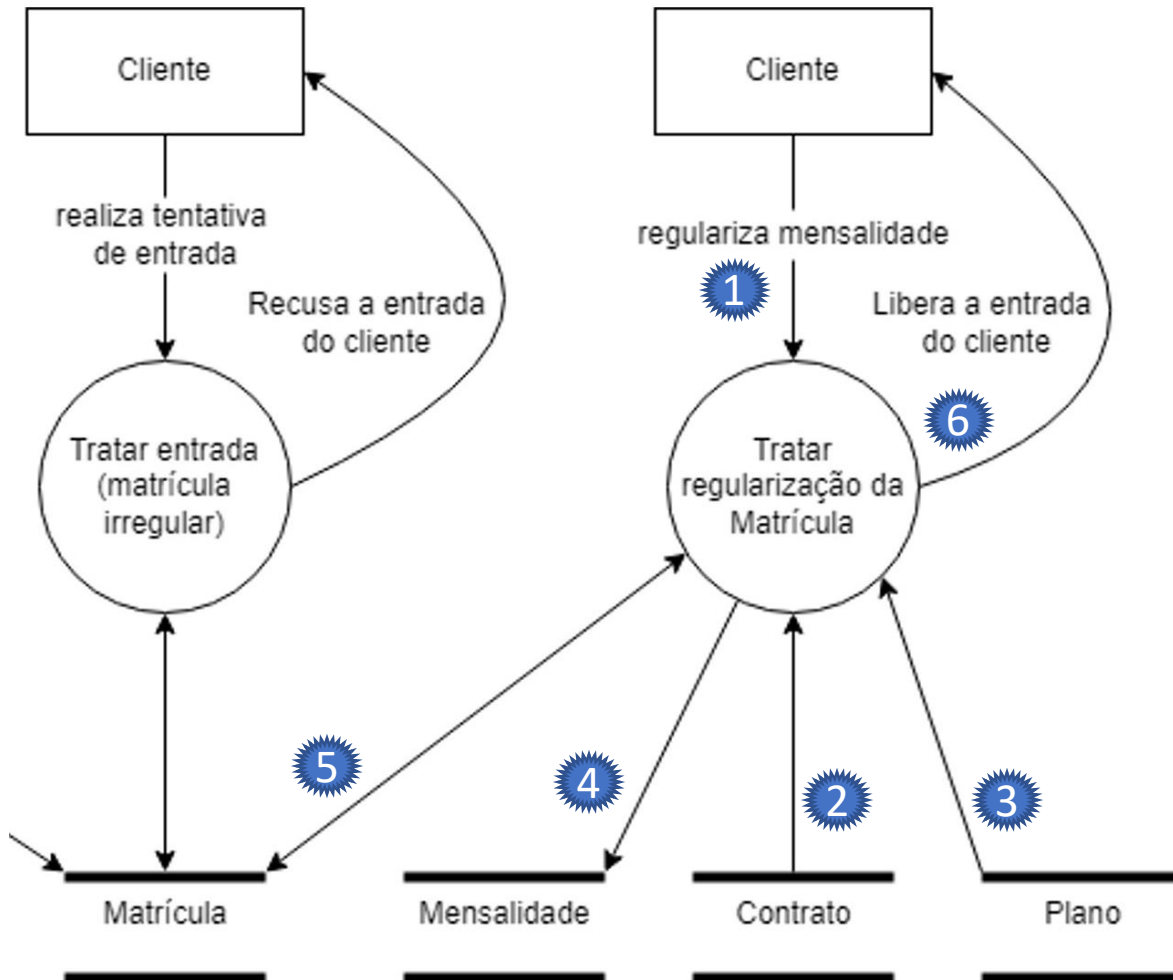 Cliente
Cliente
realiza tentativa
de entrada
regulariza mensalidade
1
Recusa a entrada
do cliente
Libera a entrada
do cliente
6
Tratar entrada
(matrícula
irregular)
Tratar
regularização da
Matrícula
5
4
2
3
Matrícula
Mensalidade
Contrato
Plano